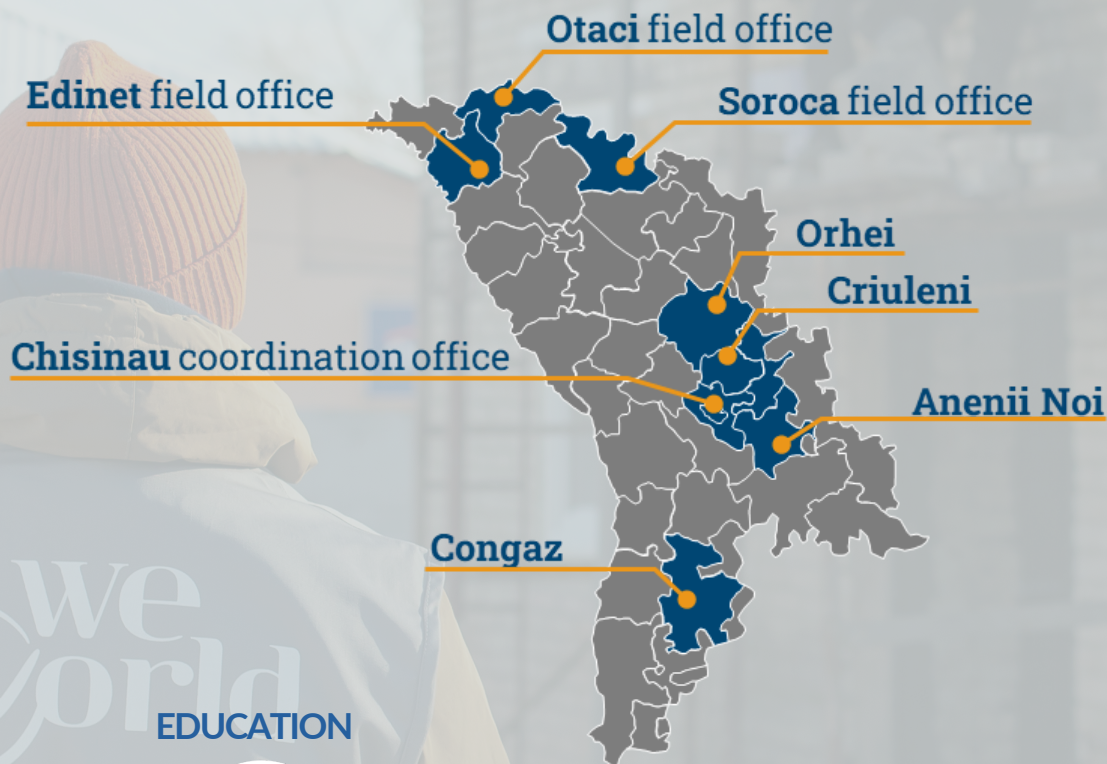 Otaci field office
Edinet field office
Soroca field office
Orhei
Criuleni
Chisinau coordination office
Anenii Noi
Congaz
we
world
EDUCATION